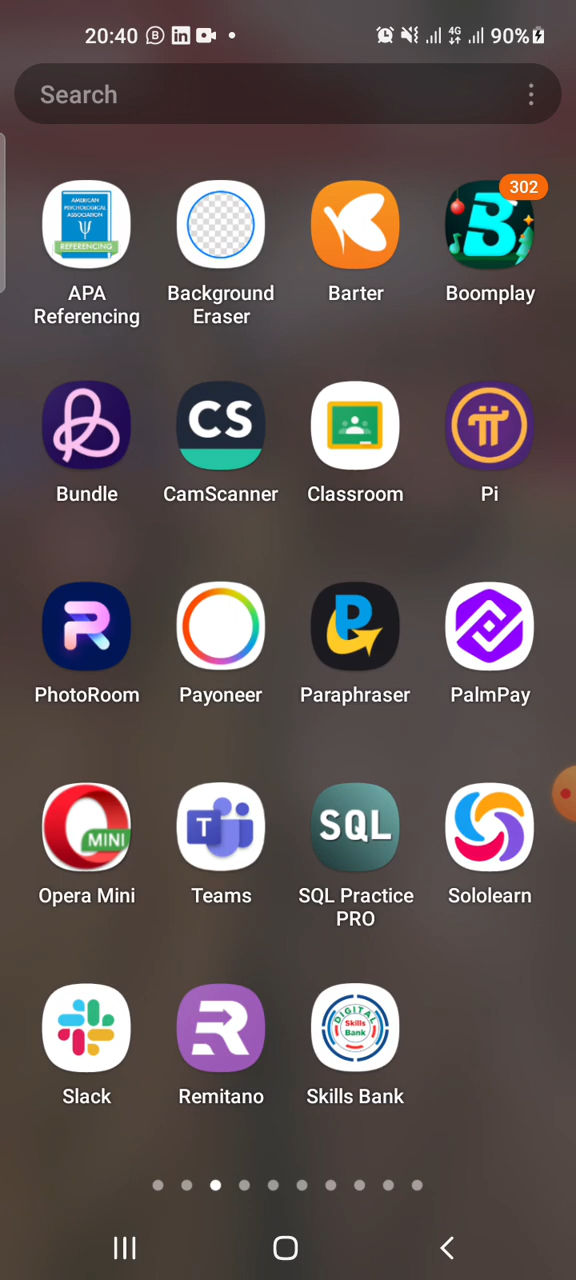 20:40
4G
90%
Search
302
AMERICAN
PSYCHOLOGICAL
ASSOCIATION
REFERENCING
B
APA
Referencing
Background
Eraser
Barter
Boomplay
CS
Bundle
CamScanner
Classroom
Pi
R
P
PhotoRoom
Payoneer
Paraphraser
PalmPay
MINI
T
SQL
Opera Mini
Teams
SQL Practice
PRO
Sololearn
R
DIGITAL
Skills
Bank
Slack
Remitano
Skills Bank